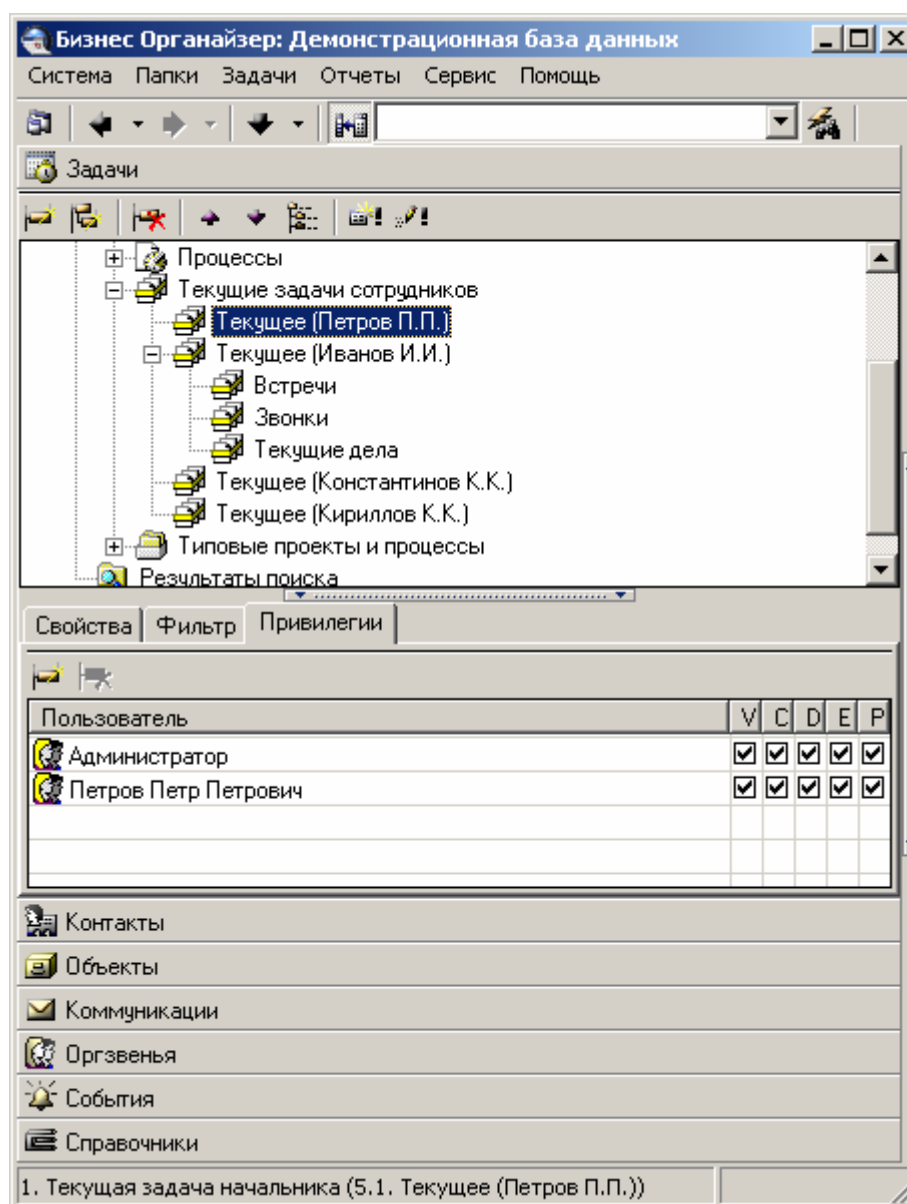 Бизнес Органайзер: Демонстрационная база данных
Система Папки Задачи Отчеты Сервис Помощь
Задачи
Процессы
Текущие задачи сотрудников
Текущее (Петров П.П.)
Текущее (Иванов И.И.)
Встречи
Звонки
Текущие дела
Текущее (Константинов К.К.)
Текущее (Кириллов К.К.)
Типовые проекты и процессы
Результаты поиска
Свойства Фильтр Привилегии
Пользователь V C D E P
Администратор
Петров Петр Петрович
Контакты
Объекты
Коммуникации
Оргзвенья
События
Справочники
1. Текущая задача начальника (5.1. Текущее (Петров П.П.))